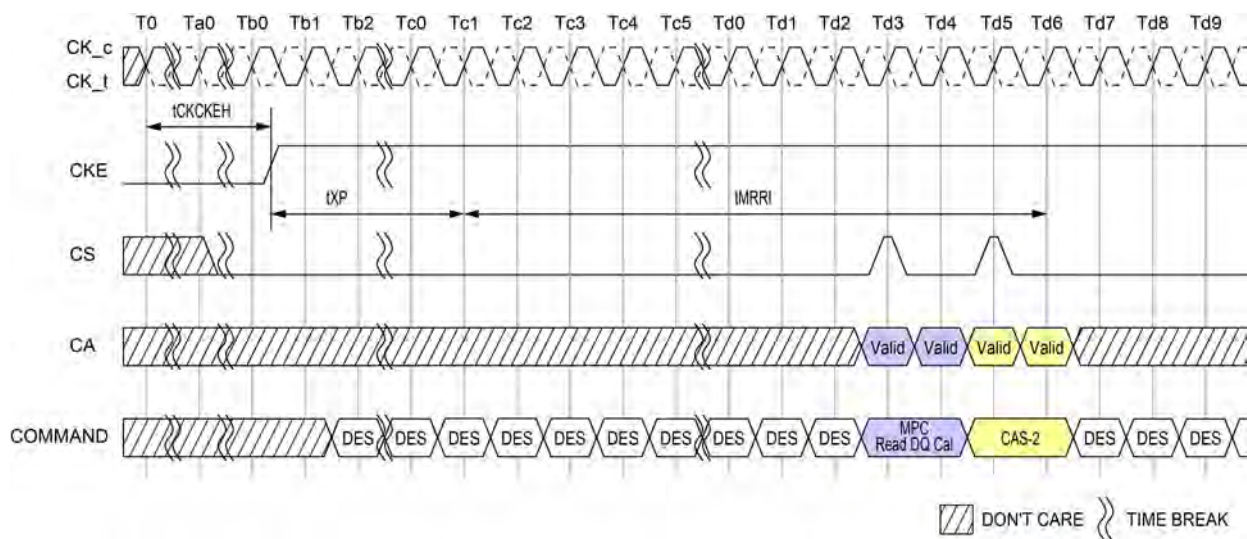 T0 Ta0 Tb0 Tb1 Tb2 Tc0 Tc1 Tc2 Tc3 Tc4 Tc5 Td0 Td1 Td2 Td3 Td4 Td5 Td6 Td7 Td8 Td9
CK_c
CK_t
tCKCKEH
CKE
tXP tMRRI
CS
CA Valid Valid Valid Valid
COMMAND DES DES DES DES DES DES DES DES DES DES MPC Read DQ Cal CAS-2 DES DES DES
DON'T CARE TIME BREAK